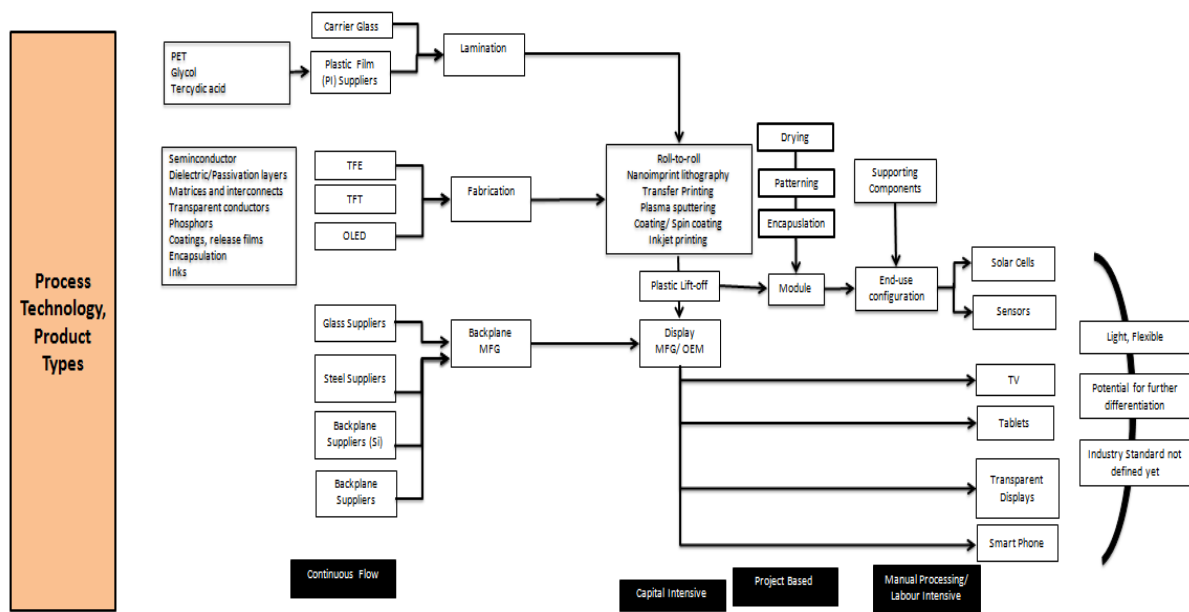 Process
Technology,
Product
Types
PET
Glycol
Tercydic acid
Carrier Glass
Plastic Film
(PI) Suppliers
Lamination
Seminconductor
Dielectric/Passivation layers
Matrices and interconnects
Transparent conductors
Phosphors
Coatings, release films
Encapsulation
Inks
TFE
TFT
OLED
Fabrication
Roll-to-roll
Nanoimprint lithography
Transfer Printing
Plasma sputtering
Coating/ Spin coating
Inkjet printing
Drying
Patterning
Encapuslation
Supporting
Components
Plastic Lift-off
Module
End-use
configuration
Solar Cells
Sensors
Glass Suppliers
Steel Suppliers
Backplane
Suppliers (Si)
Backplane
Suppliers
Backplane
MFG
Display
MFG/ OEM
TV
Tablets
Transparent
Displays
Smart Phone
Light, Flexible
Potential for further
differentiation
Industry Standard not
defined yet
Continuous Flow
Capital Intensive
Project Based
Manual Processing/
Labour Intensive